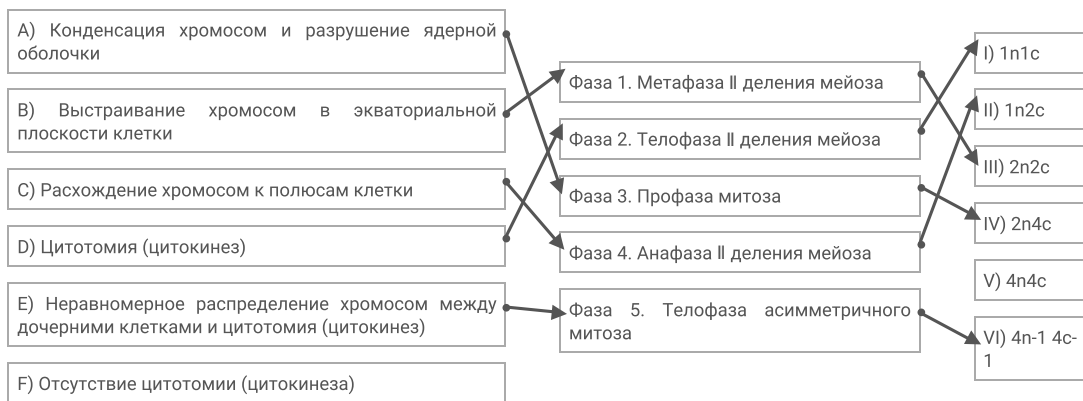 A) Конденсация хромосом и разрушение ядерной
оболочки
B) Выстраивание хромосом в экваториальной
плоскости клетки
C) Расхождение хромосом к полюсам клетки
D) Цитотомия (цитокинез)
E) Неравномерное распределение хромосом между
дочерними клетками и цитотомия (цитокинез)
F) Отсутствие цитотомии (цитокинеза)
Фаза 1. Метафаза II деления мейоза
Фаза 2. Телофаза II деления мейоза
Фаза 3. Профаза митоза
Фаза 4. Анафаза II деления мейоза
Фаза 5. Телофаза асимметричного
митоза
I) 1n1c
II) 1n2c
III) 2n2c
IV) 2n4c
V) 4n4c
VI) 4n-1 4c-
1